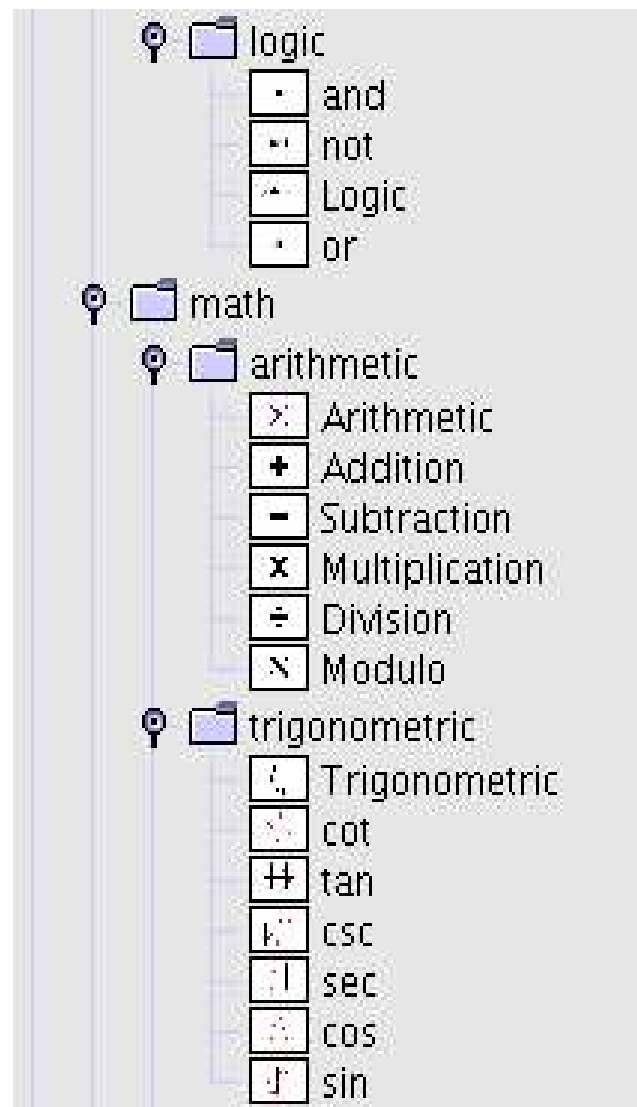 logic
and
not
Logic
or
math
arithmetic
Arithmetic
Addition
Subtraction
Multiplication
Division
Modulo
trigonometric
Trigonometric
cot
tan
csc
sec
cos
sin